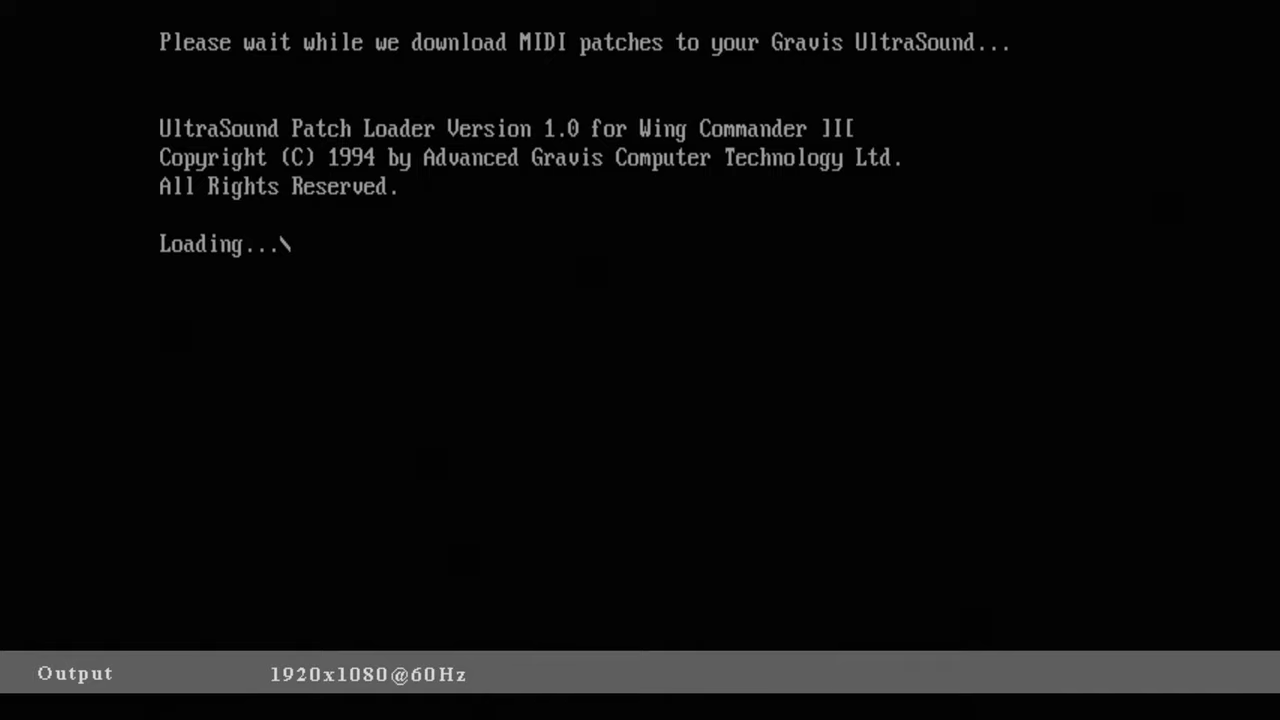 Please wait while we download MIDI patches to your Gravis UltraSound...
UltraSound Patch Loader Version 1.0 for Wing Commander ]I[
Copyright (C) 1994 by Advanced Gravis Computer Technology Ltd.
All Rights Reserved.
Loading...\
Output 1920x1080@60Hz